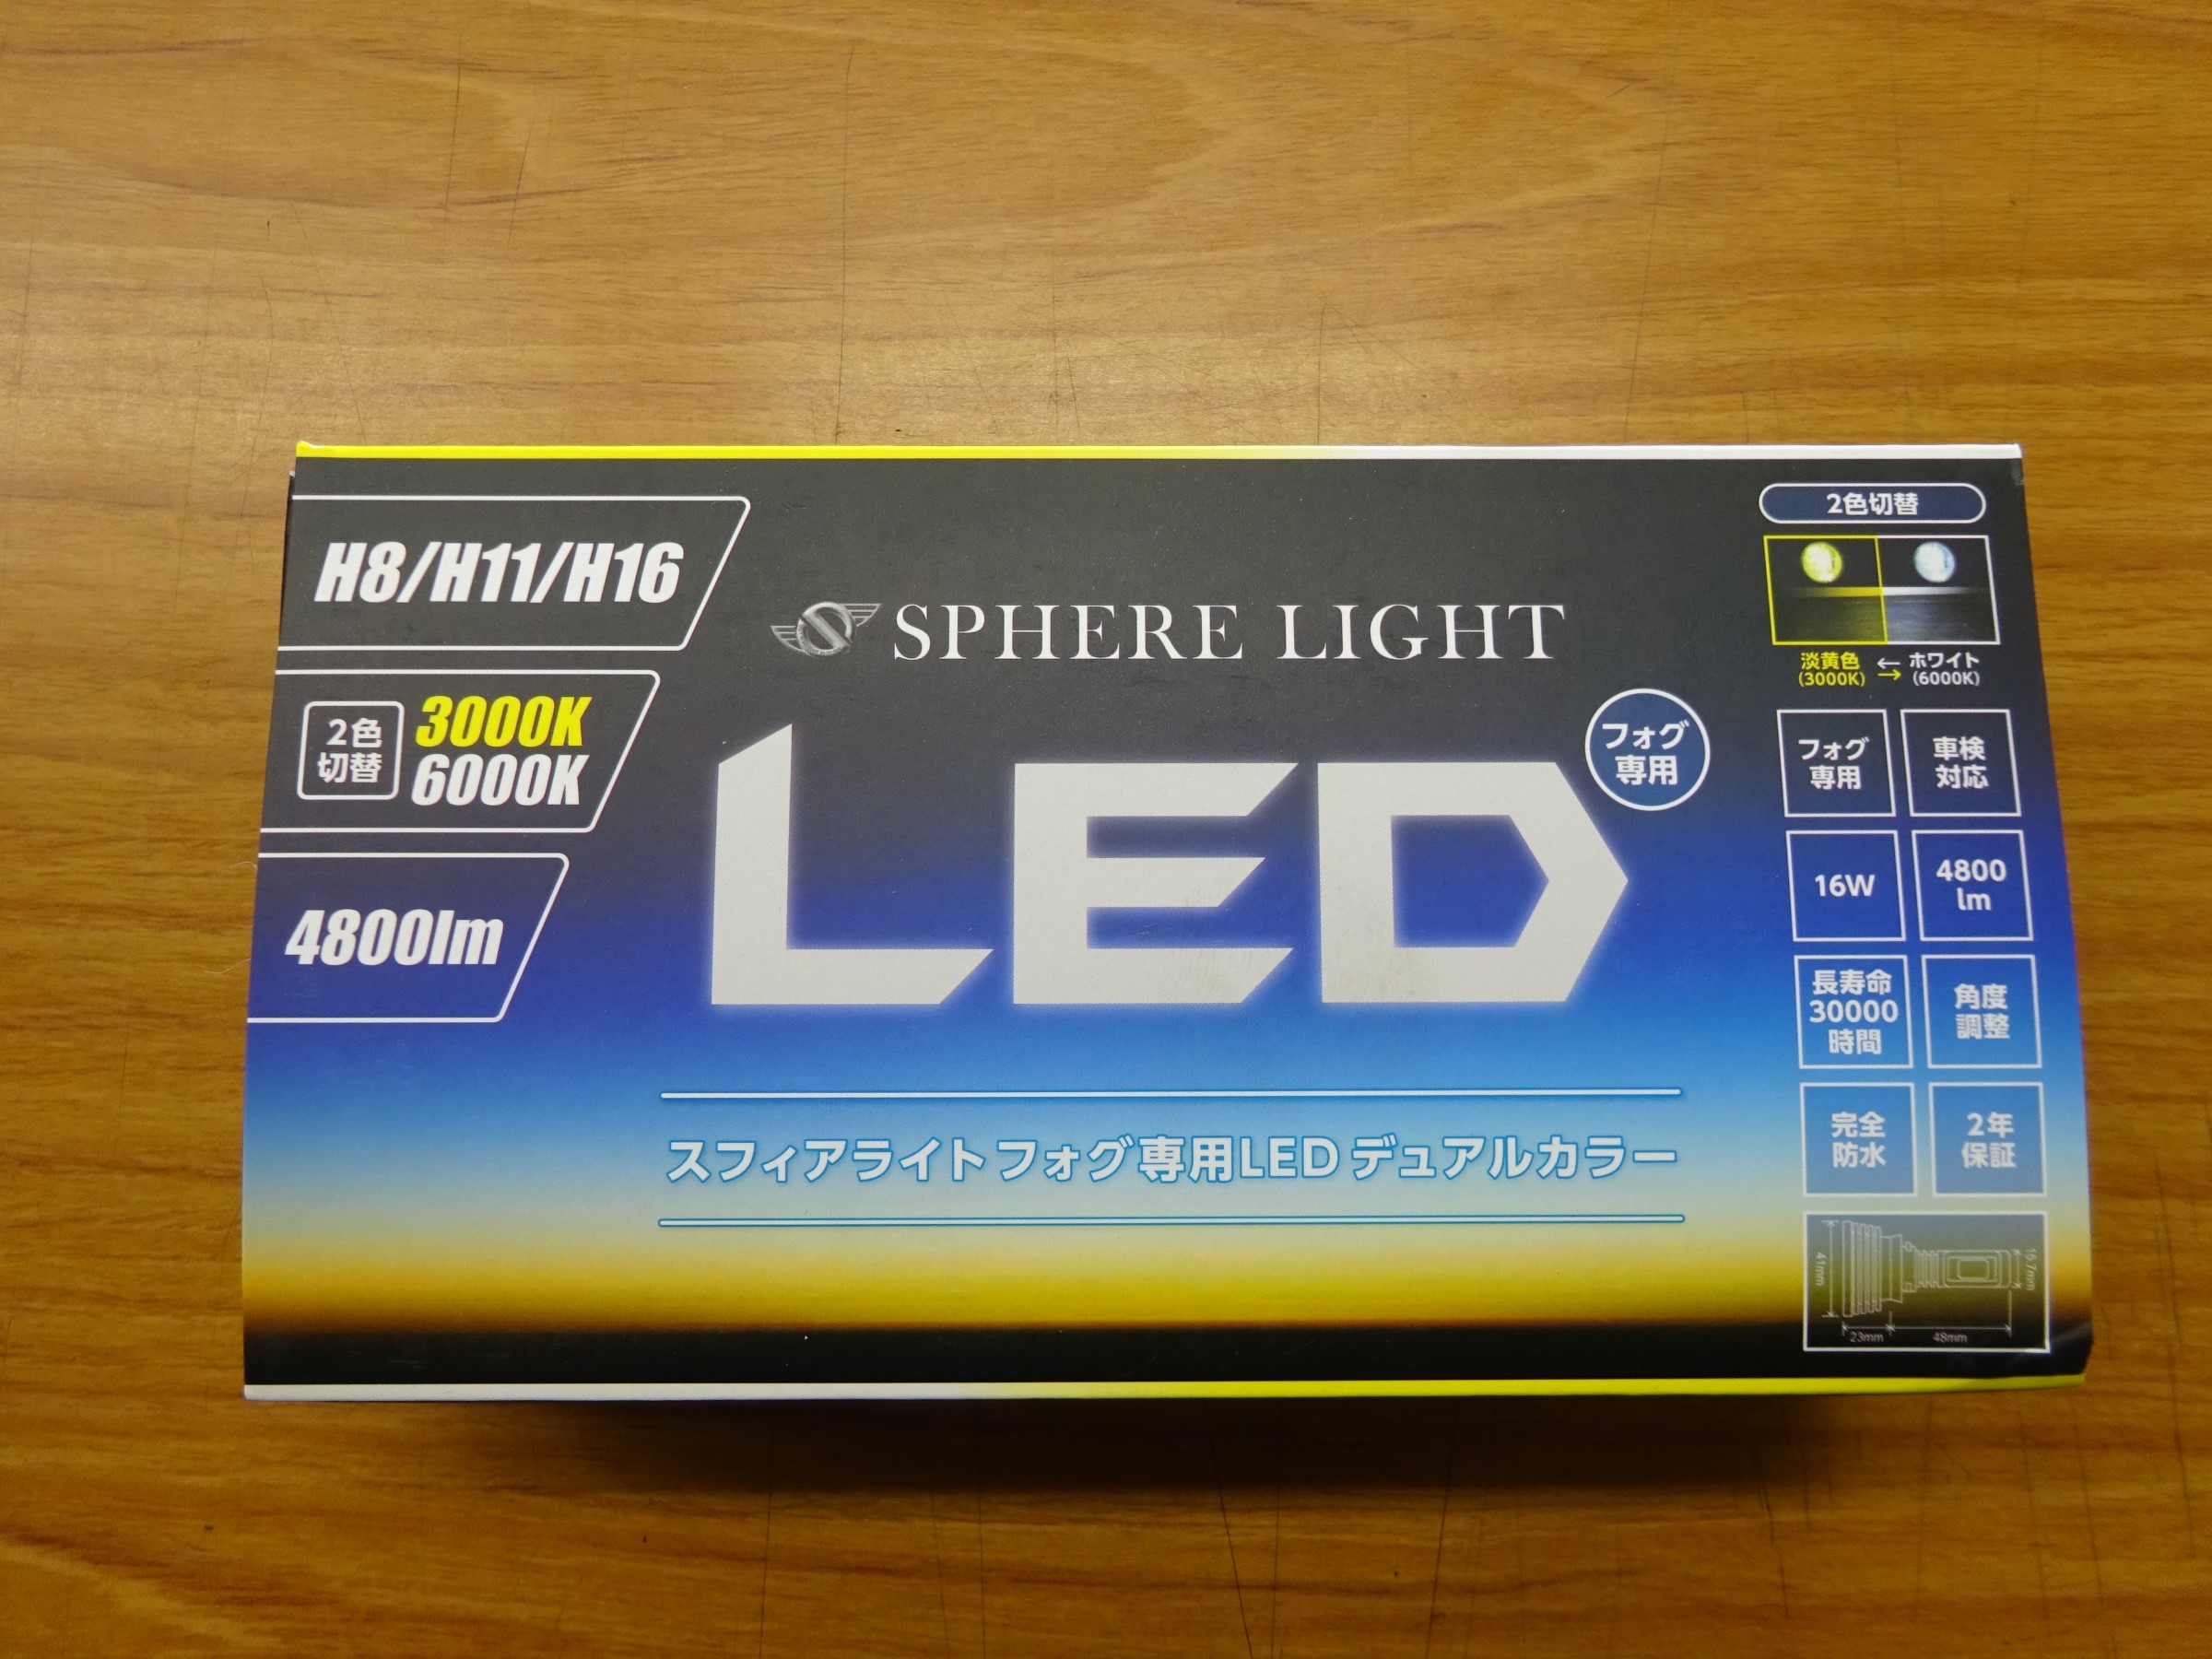 H8/H11/H16
2色
切替
3000K
6000K
4800lm
SPHERE LIGHT
LED
フォグ
専用
スフィアライト フォグ専用LED デュアルカラー
2色切替
淡黄色
(3000K)
←
→
ホワイト
(6000K)
フォグ
専用
車検
対応
16W
4800
lm
長寿命
30000
時間
角度
調整
完全
防水
2年
保証
41mm
23mm
48mm